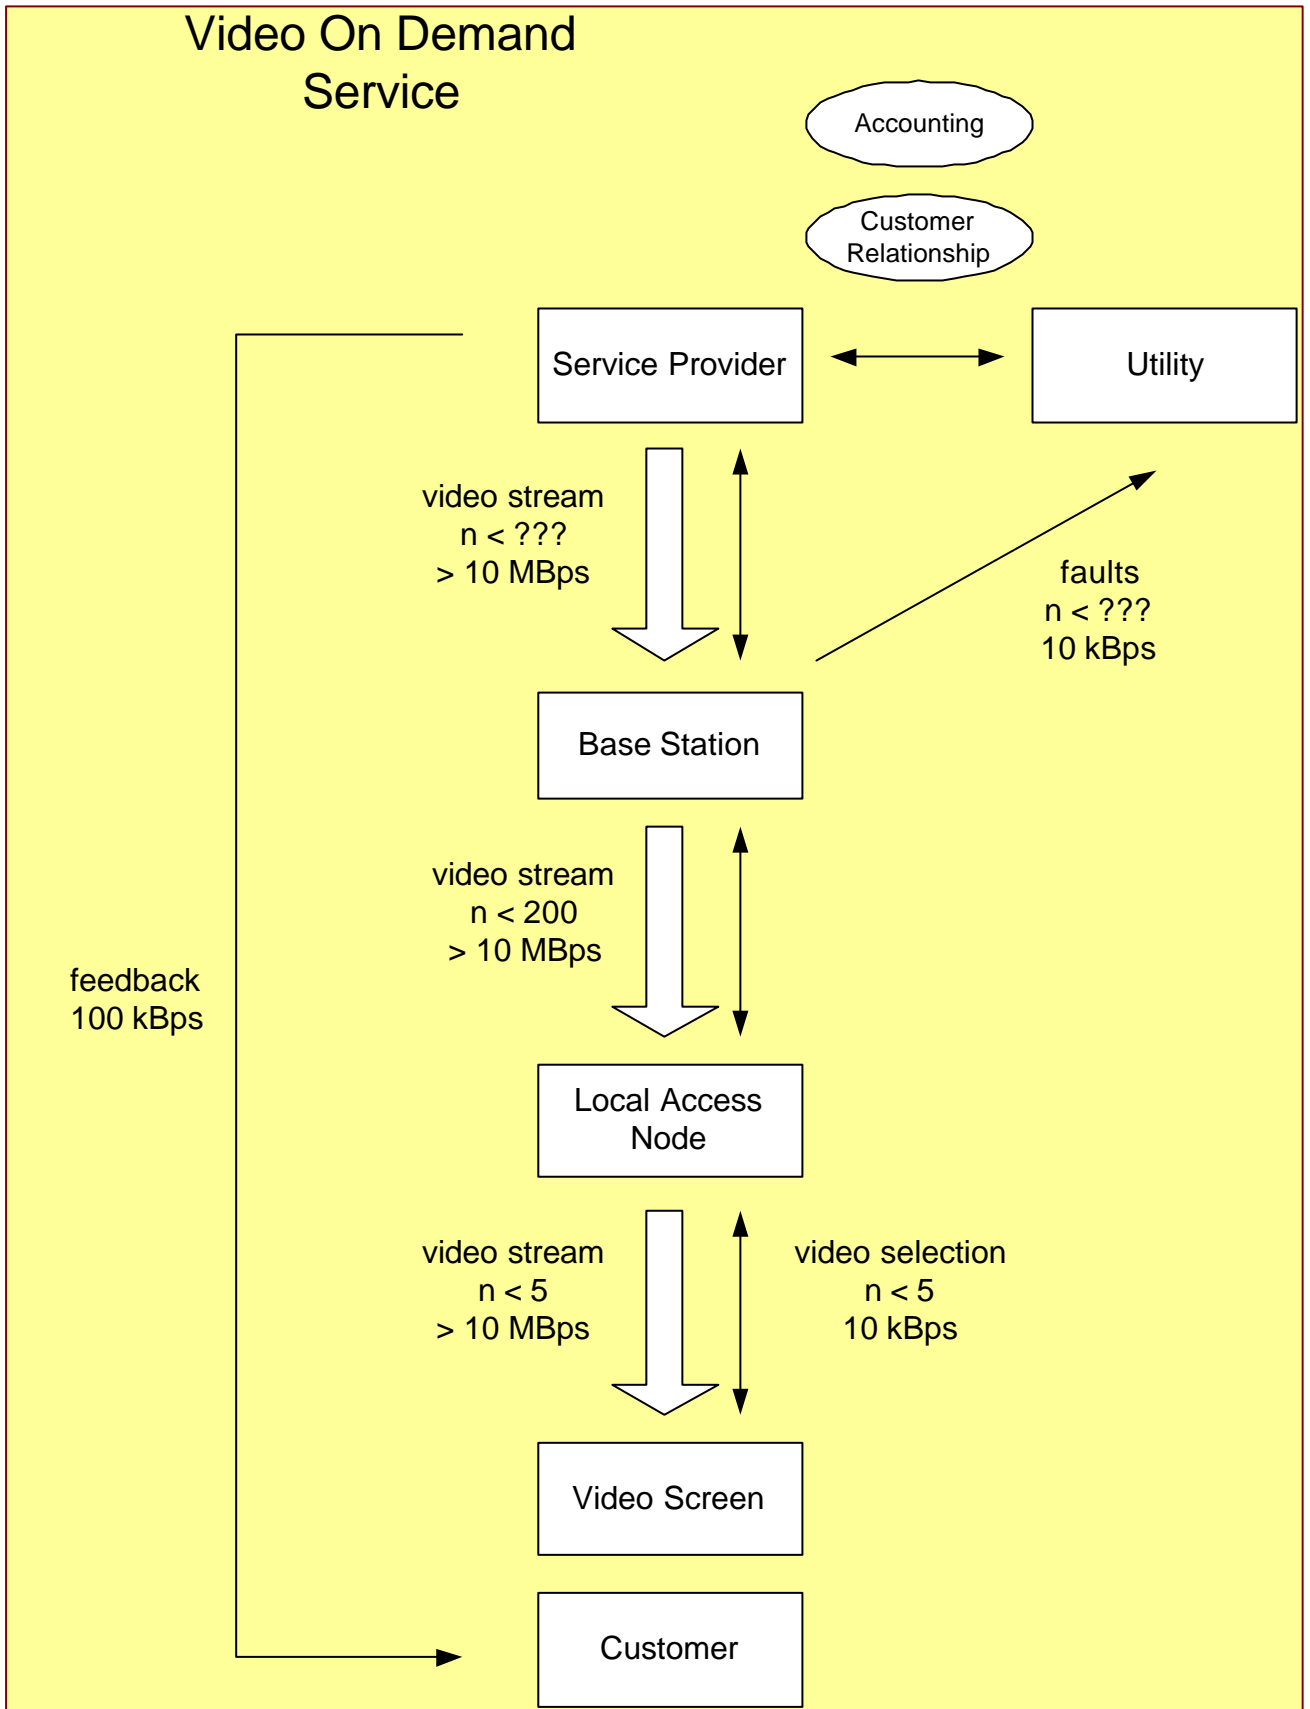 Video On Demand
Service
Accounting
Customer
Relationship
Service Provider
Utility
video stream
n < ???
> 10 MBps
faults
n < ???
10 kBps
Base Station
video stream
n < 200
> 10 MBps
feedback
100 kBps
Local Access
Node
video stream
n < 5
> 10 MBps
video selection
n < 5
10 kBps
Video Screen
Customer